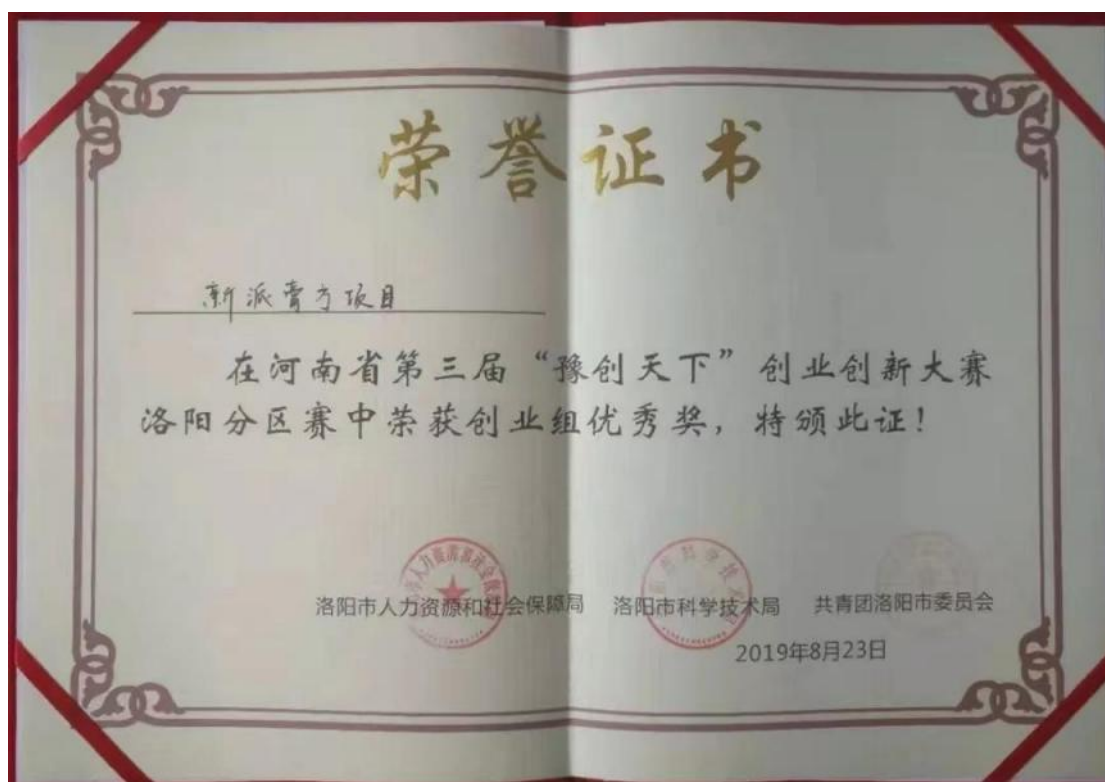 荣誉证书
新派膏方项目
在河南省第三届“豫创天下”创业创新大赛
洛阳分区赛中荣获创业组优秀奖，特颁此证！
洛阳市人力资源和社会保障局 洛阳市科学技术局 共青团洛阳市委员会
2019年8月23日